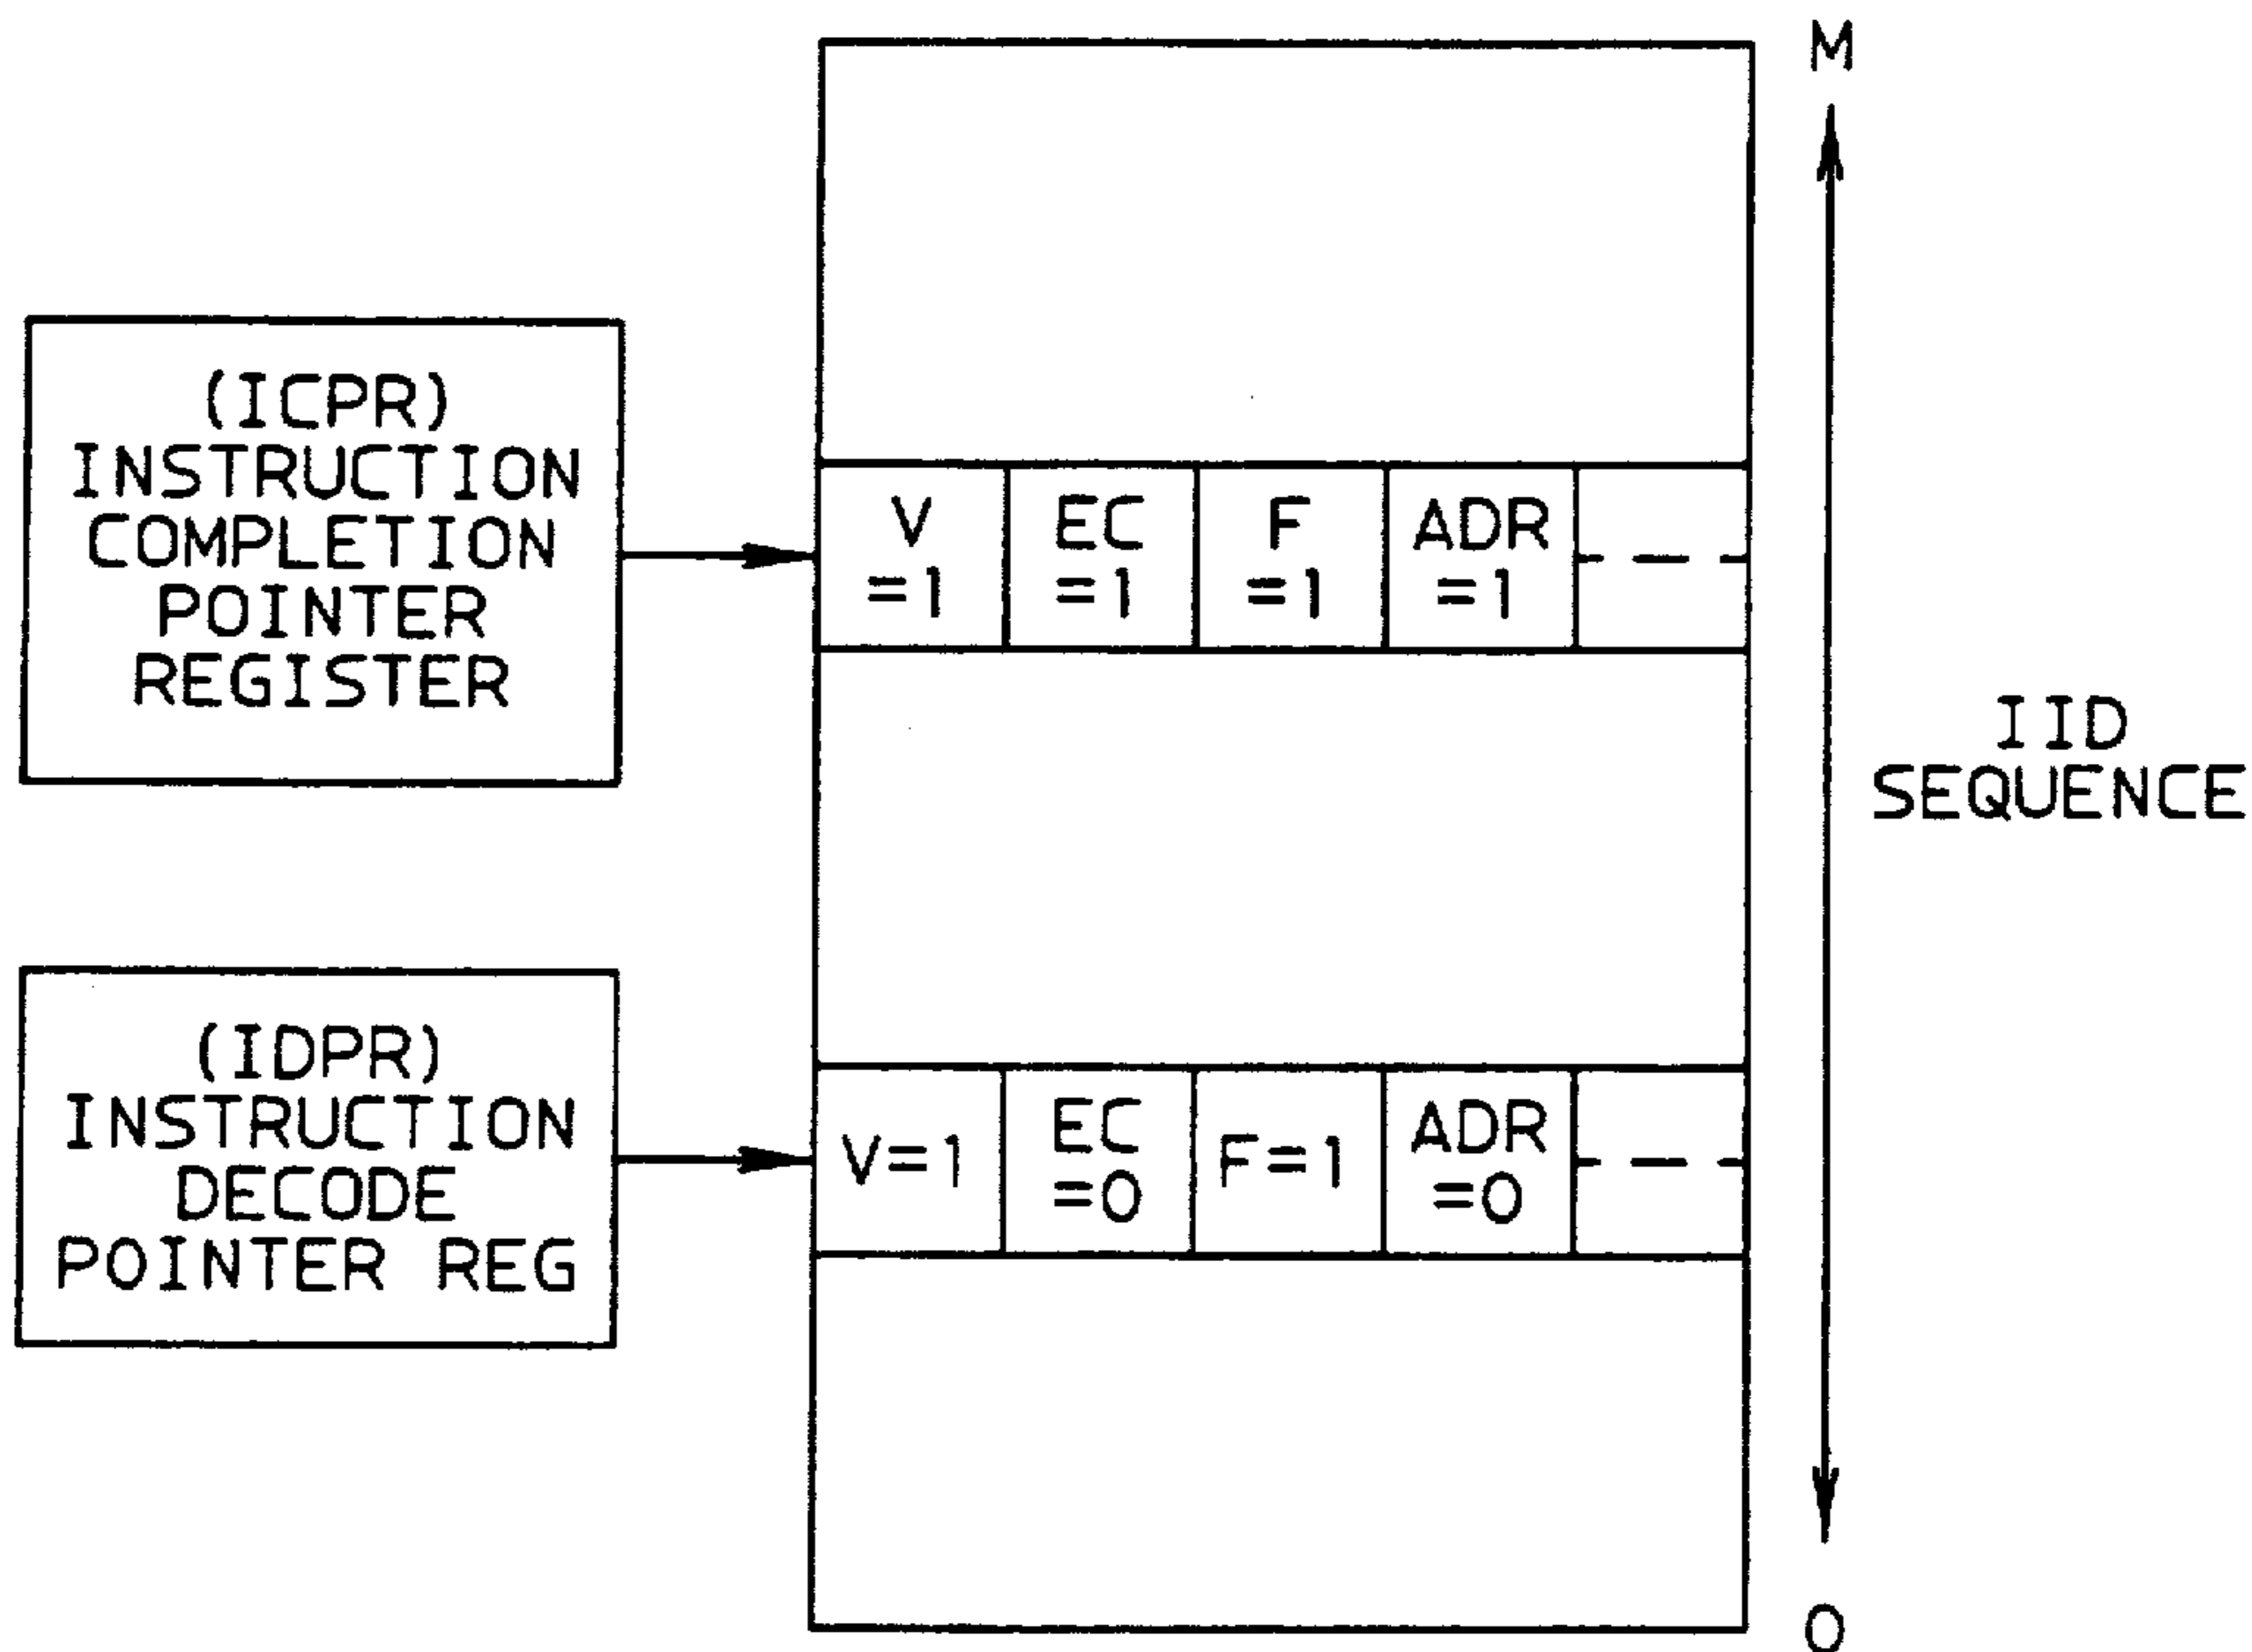 M
(ICPR)
INSTRUCTION
COMPLETION
POINTER
REGISTER
V
=1
EC
=1
F
=1
ADR
=1
IID
SEQUENCE
(IDPR)
INSTRUCTION
DECODE
POINTER REG
V=1
EC
=0
F=1
ADR
=0
0